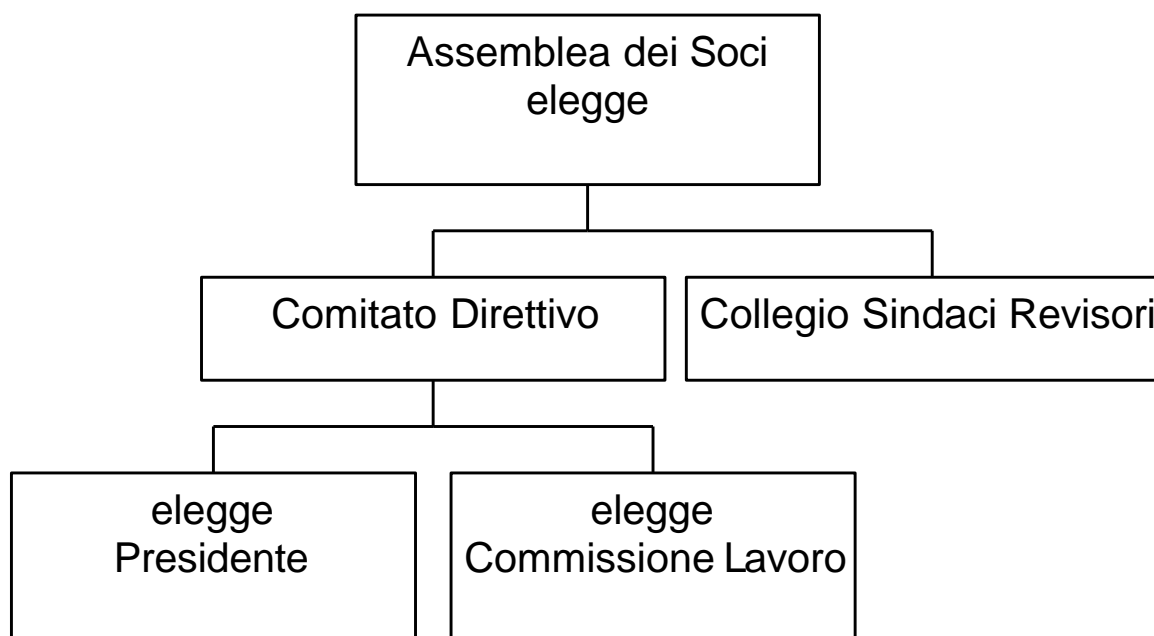 Assemblea dei Soci
elegge
Comitato Direttivo
Collegio Sindaci Revisori
elegge
Presidente
elegge
Commissione Lavoro